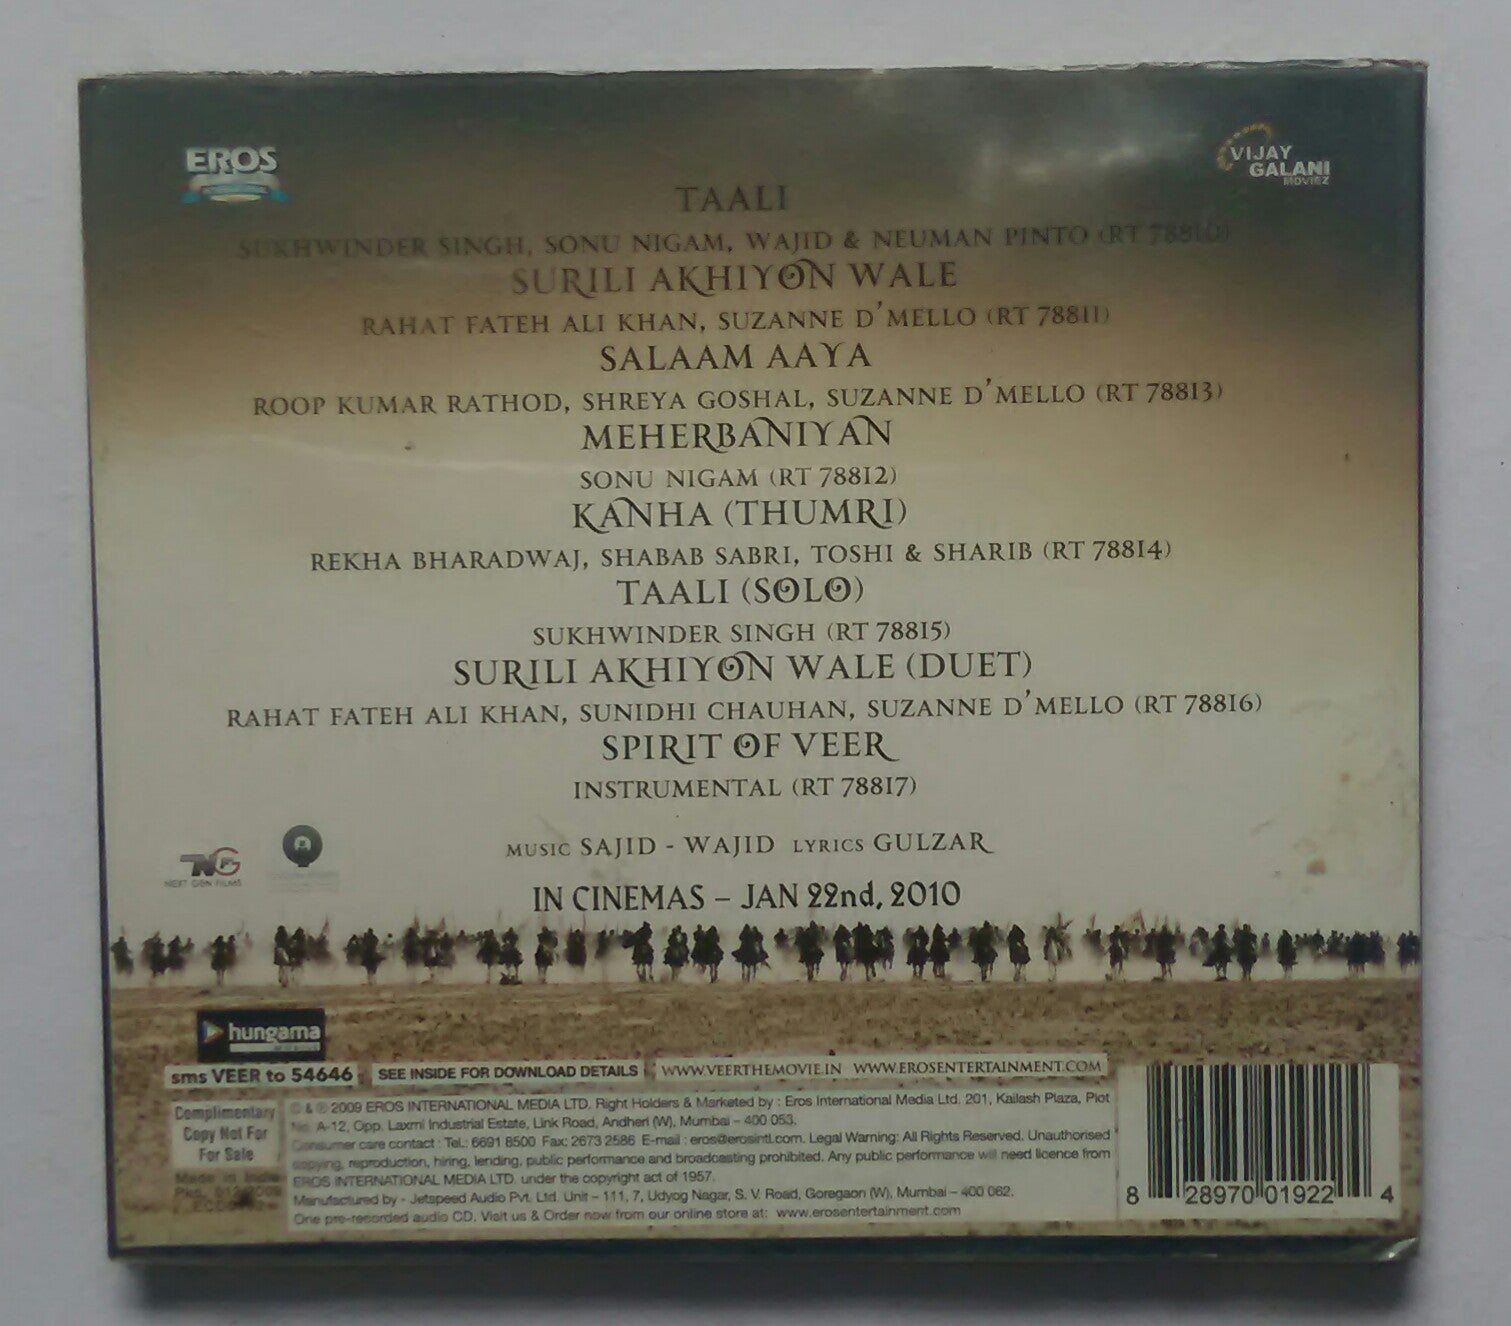 EROS
VIJAY
GALANI
MOVIEZ
TAALI
SUKHWINDER SINGH, SONU NIGAM, WAJID & NEUMAN PINTO (RT 78810)
SURILI AKHIYON WALE
RAHAT FATEH ALI KHAN, SUZANNE D'MELLO (RT 78811)
SALAAM AAYA
ROOP KUMAR RATHOD, SHREYA GOSHAL, SUZANNE D'MELLO (RT 78813)
MEHERBANIYAN
SONU NIGAM (RT 78812)
KANHA (THUMRI)
REKHA BHARADWAJ, SHABAB SABRI, TOSHI & SHARIB (RT 78814)
TAALI (SOLO)
SUKHWINDER SINGH (RT 78815)
SURILI AKHIYON WALE (DUET)
RAHAT FATEH ALI KHAN, SUNIDHI CHAUHAN, SUZANNE D'MELLO (RT 78816)
SPIRIT OF VEER
INSTRUMENTAL (RT 78817)
MUSIC SAJID - WAJID LYRICS GULZAR
NEXT GEN FILMS
IN CINEMAS – JAN 22nd, 2010
hungama
sms VEER to 54646
SEE INSIDE FOR DOWNLOAD DETAILS
WWW.VEERTHEMOVIE.IN WWW.EROSENTERTAINMENT.COM
Complimentary
Copy Not For
For Sale
Made in India
© & ℗ 2009 EROS INTERNATIONAL MEDIA LTD. Right Holders & Marketed by : Eros International Media Ltd. 201, Kailash Plaza, Plot
No. A-12, Opp. Laxmi Industrial Estate, Link Road, Andheri (W), Mumbai – 400 053.
Consumer care contact : Tel.: 6691 8500 Fax: 2673 2586 E-mail : eros@erosintl.com. Legal Warning: All Rights Reserved. Unauthorised
copying, reproduction, hiring, lending, public performance and broadcasting prohibited. Any public performance will need licence from
EROS INTERNATIONAL MEDIA LTD. under the copyright act of 1957.
Manufactured by - Jetspeed Audio Pvt. Ltd. Unit – 111, 7, Udyog Nagar, S. V. Road, Goregaon (W), Mumbai – 400 062.
One pre-recorded audio CD. Visit us & Order now from our online store at: www.erosentertainment.com
8 28970 01922 4